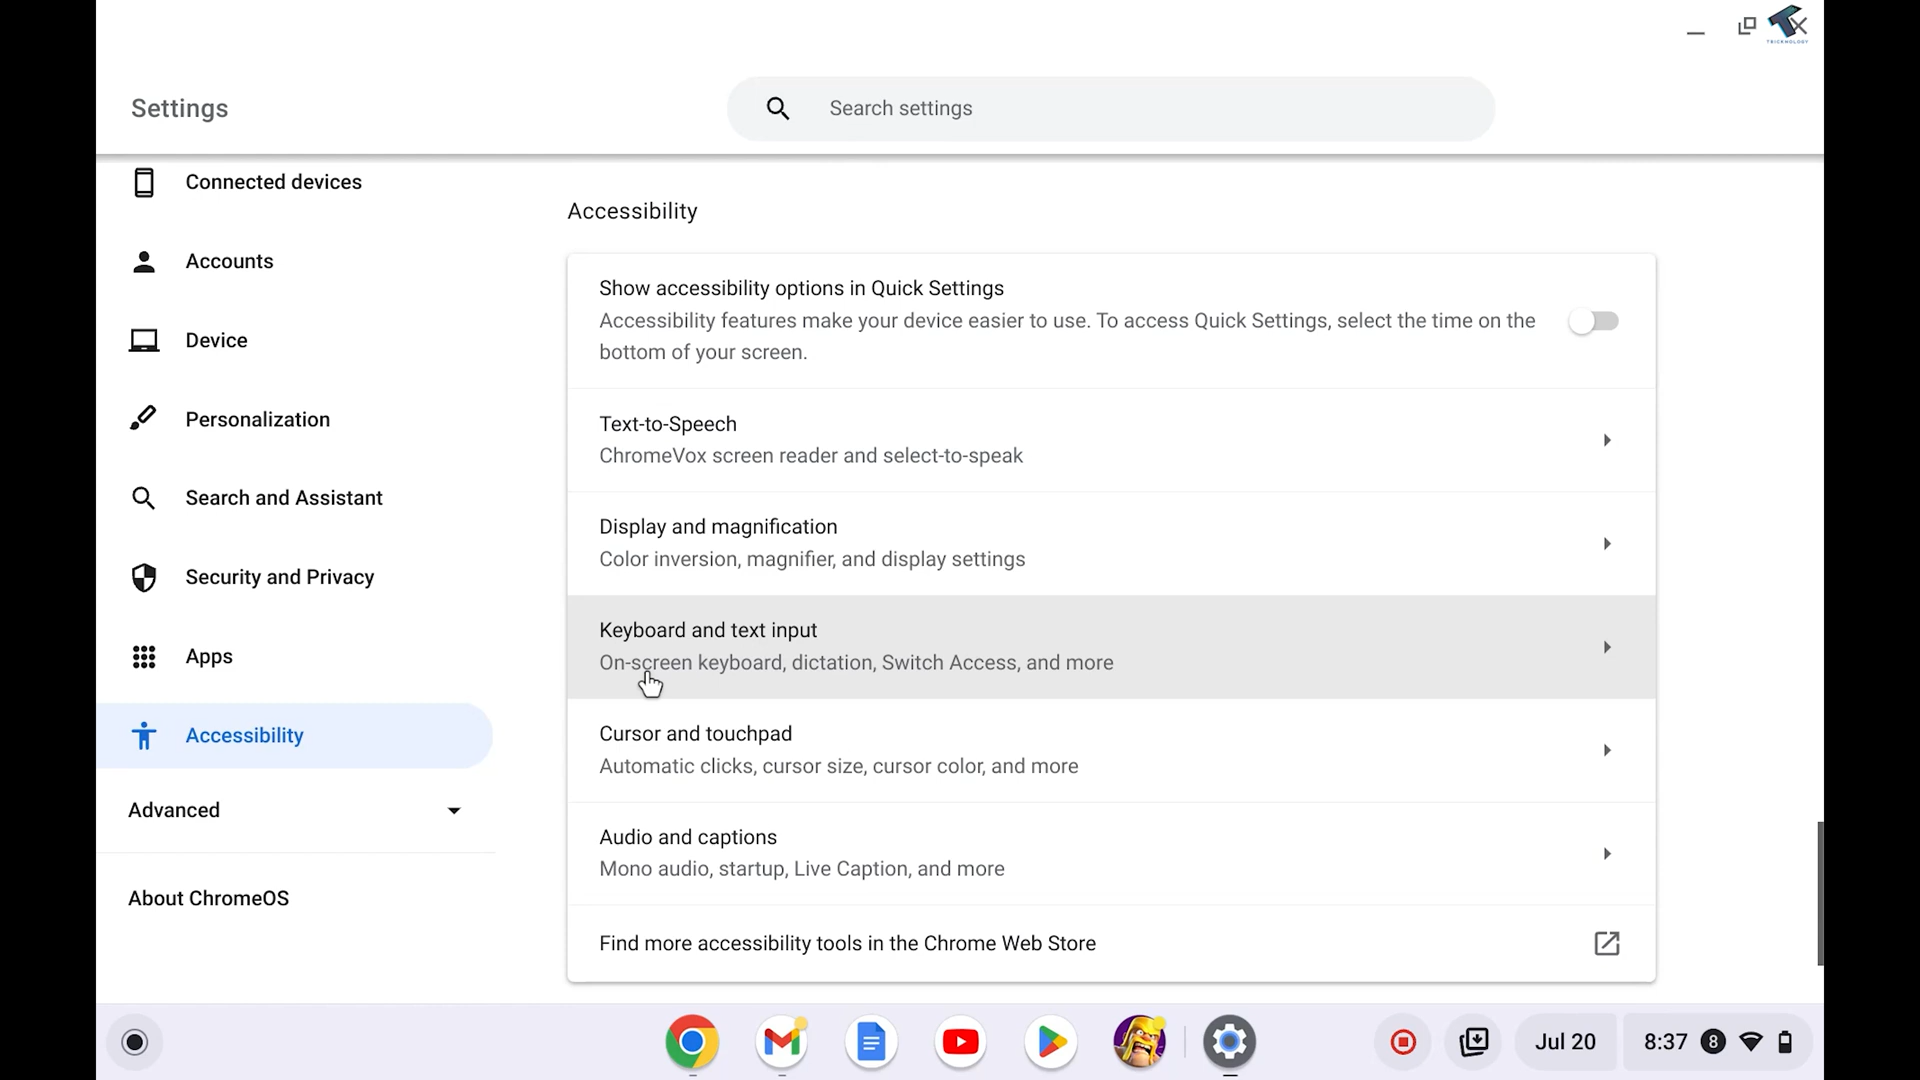 TRICKNOLOGY
Settings
Search settings
Connected devices
Accounts
Device
Personalization
Search and Assistant
Security and Privacy
Apps
Accessibility
Advanced
About ChromeOS
Accessibility
Show accessibility options in Quick Settings
Accessibility features make your device easier to use. To access Quick Settings, select the time on the
bottom of your screen.
Text-to-Speech
ChromeVox screen reader and select-to-speak
Display and magnification
Color inversion, magnifier, and display settings
Keyboard and text input
On-screen keyboard, dictation, Switch Access, and more
Cursor and touchpad
Automatic clicks, cursor size, cursor color, and more
Audio and captions
Mono audio, startup, Live Caption, and more
Find more accessibility tools in the Chrome Web Store
Jul 20
8:37 8